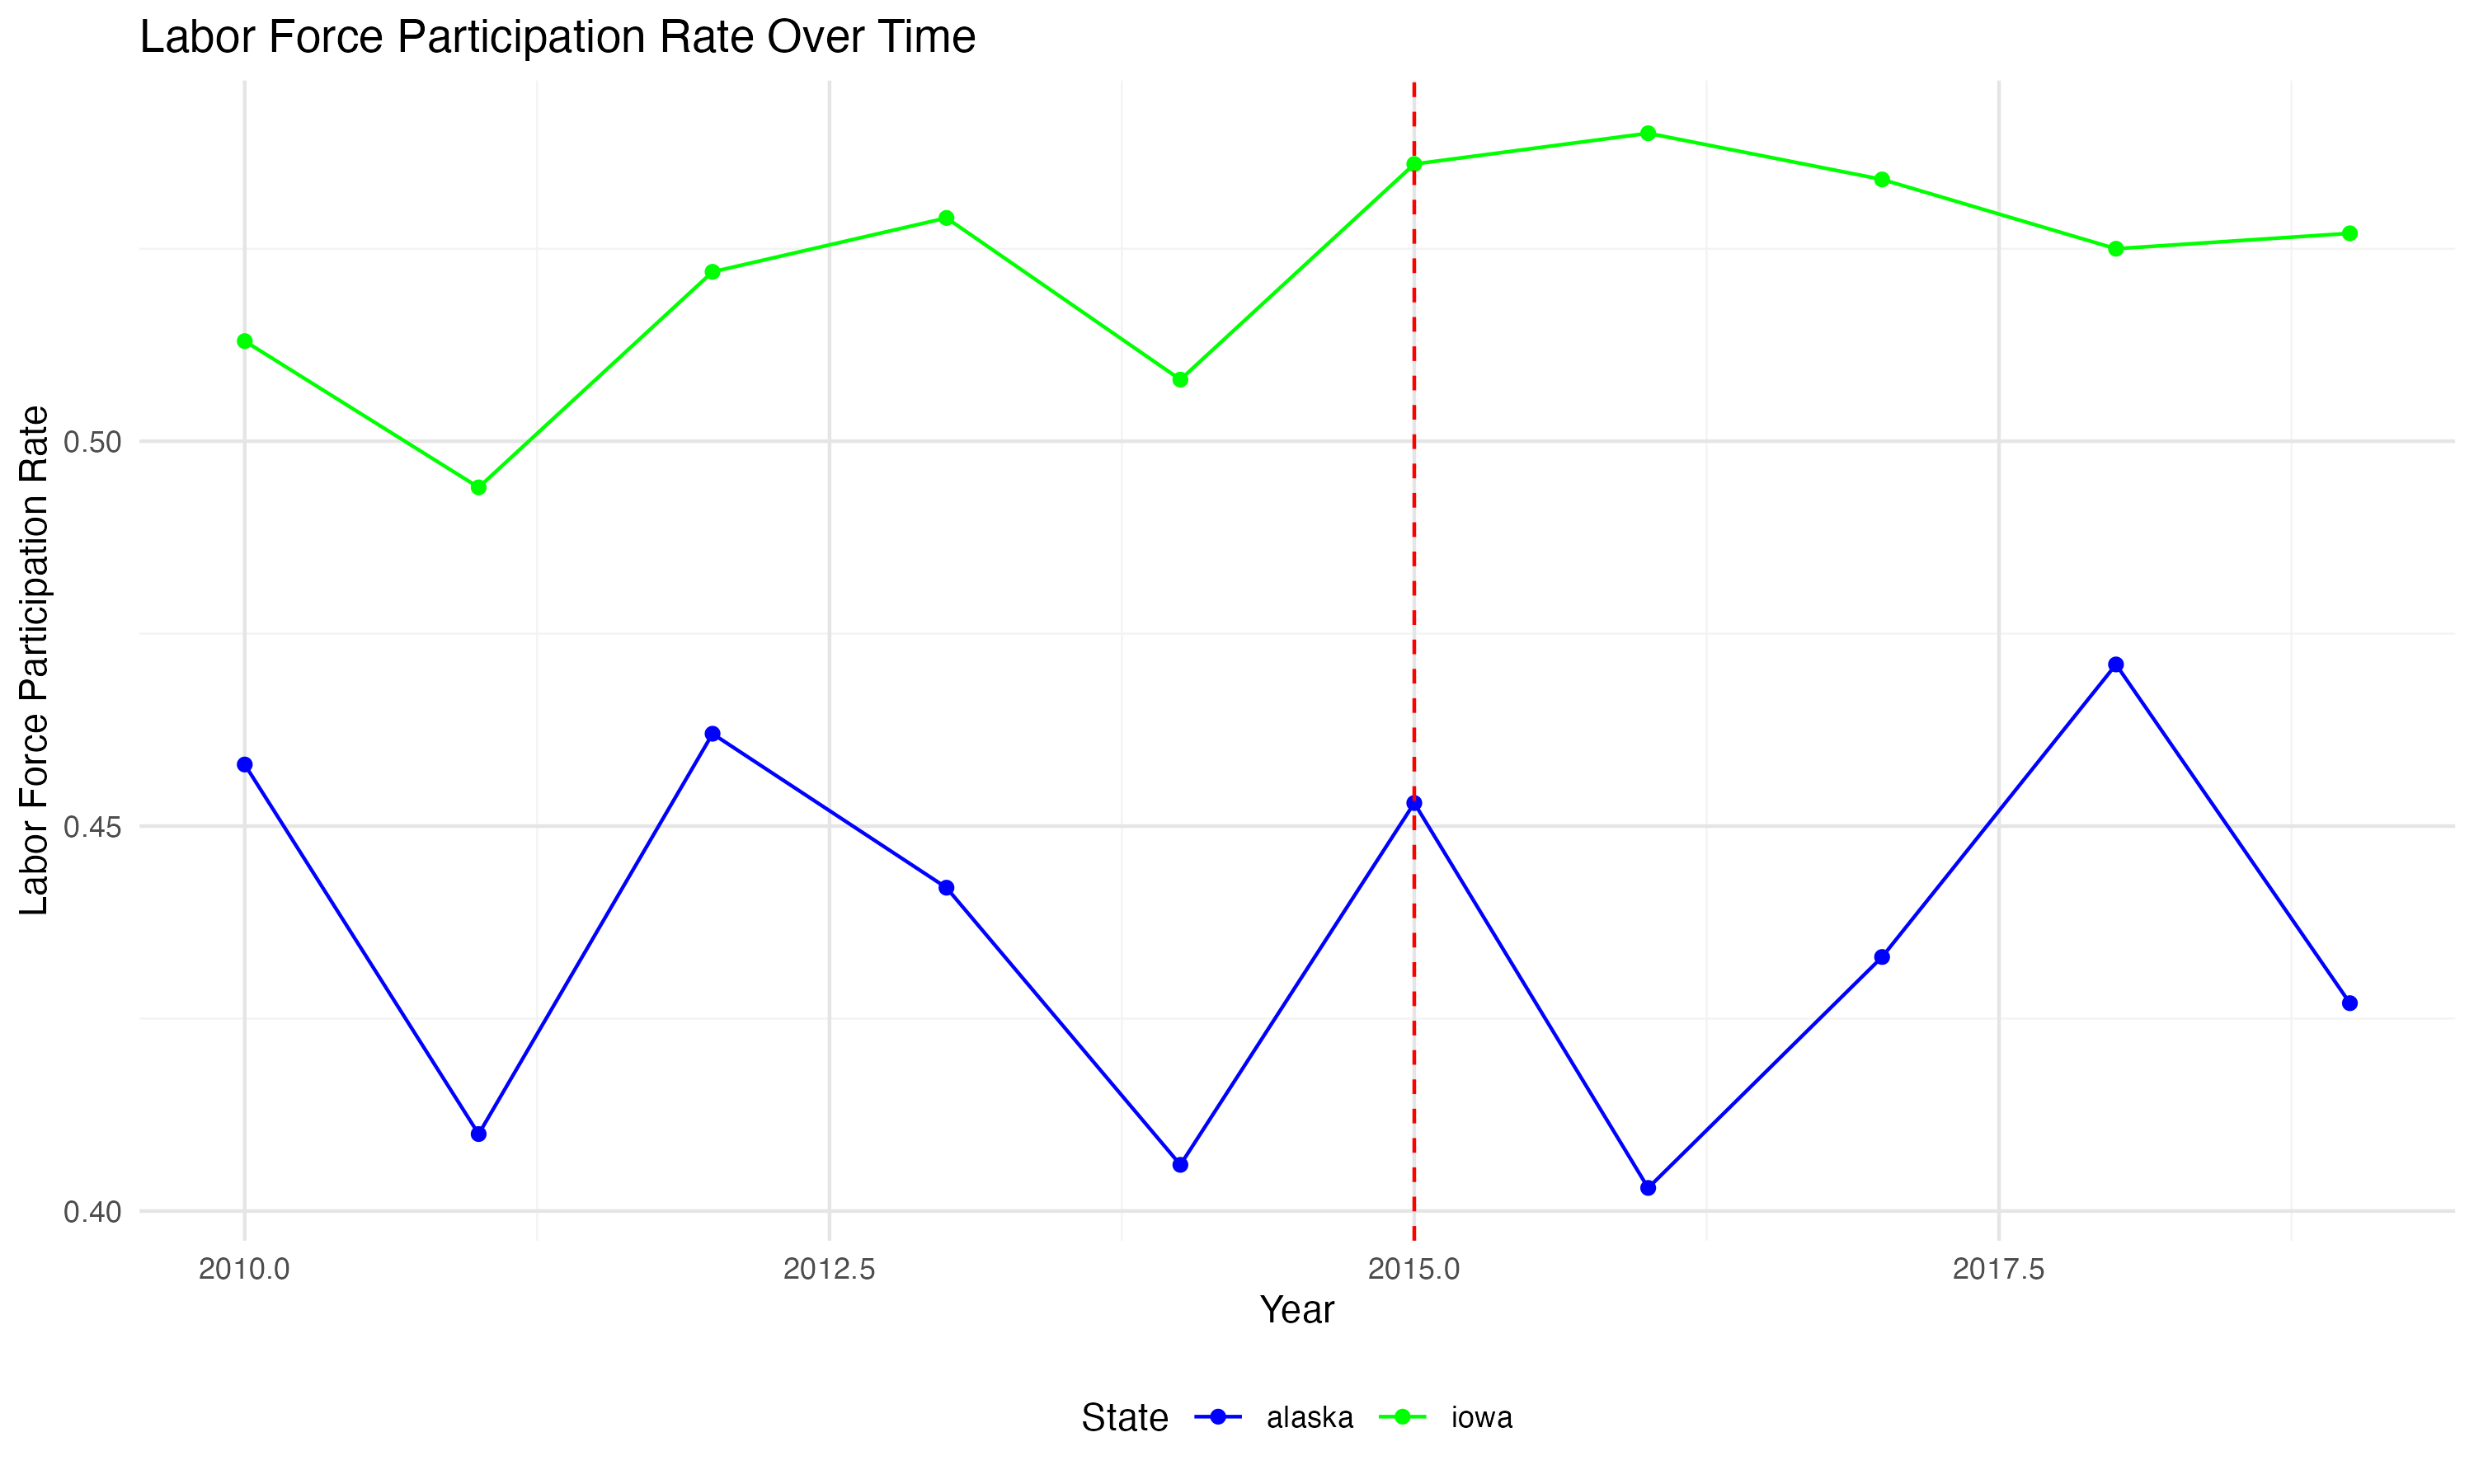 Labor Force Participation Rate Over Time
Labor Force Participation Rate
0.50
0.45
0.40
2010.0 2012.5 2015.0 2017.5
Year
State alaska iowa